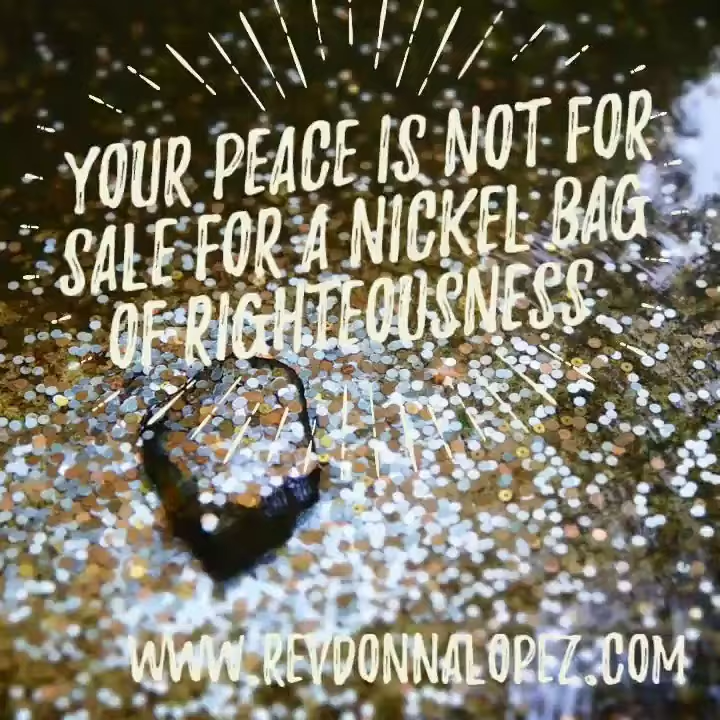 YOUR PEACE IS NOT FOR
SALE FOR A NICKEL BAG
OF RIGHTEOUSNESS
WWW.REVDONNALOPEZ.COM